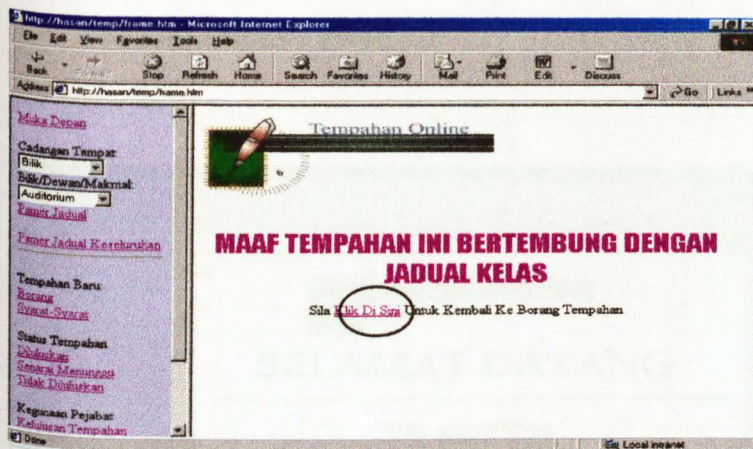 http://hasan/temp/frame.htm - Microsoft Internet Explorer
File Edit View Favorites Tools Help
Back Forward Stop Refresh Home Search Favorites History Mail Print Edit Discuss
Address http://hasan/temp/frame.htm Go Links
Muka Depan
Cadangan Tempat:
Bilik
Bilik/Dewan/Makmal:
Auditorium
Pamer Jadual
Pamer Jadual Keseluruhan
Tempahan Baru:
Borang
Syarat-Syarat
Status Tempahan
Diluluskan
Senarai Menunggu
Tidak Diluluskan
Kegunaan Pejabat
Kelulusan Tempahan
Tempahan Online
MAAF TEMPAHAN INI BERTEMBUNG DENGAN
JADUAL KELAS
Sila Klik Di Sini Untuk Kembali Ke Borang Tempahan
SELAMAT DATANG
Done
Local intranet